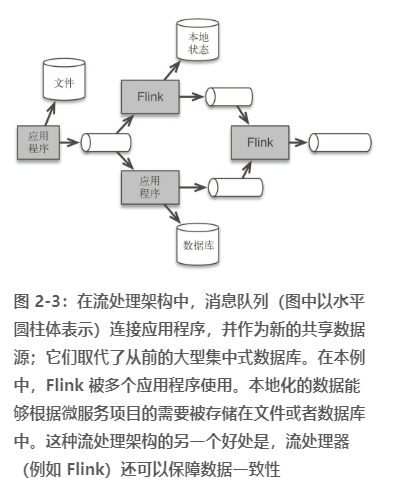 本地
状态
文件
Flink
应用
程序
Flink
应用
程序
数据库
图 2-3：在流处理架构中，消息队列（图中以水平
圆柱体表示）连接应用程序，并作为新的共享数据
源；它们取代了从前的大型集中式数据库。在本例
中，Flink 被多个应用程序使用。本地化的数据能
够根据微服务项目的需要被存储在文件或者数据库
中。这种流处理架构的另一个好处是，流处理器
（例如 Flink）还可以保障数据一致性